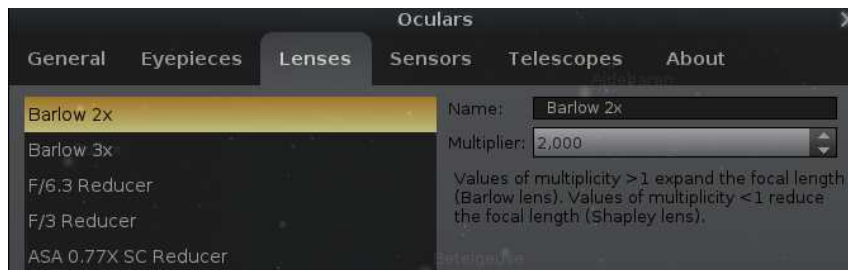 Oculars X
General Eyepieces Lenses Sensors Telescopes About
Aldebaran
Barlow 2x
Barlow 3x
F/6.3 Reducer
F/3 Reducer
ASA 0.77X SC Reducer
Name: Barlow 2x
Multiplier: 2,000
Values of multiplicity >1 expand the focal length
(Barlow lens). Values of multiplicity <1 reduce
the focal length (Shapley lens).
Betelgeuse